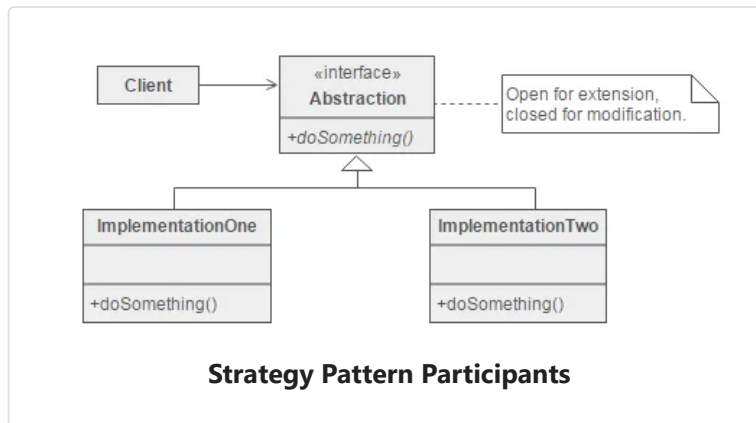 Client
«interface»
Abstraction
+doSomething()
Open for extension,
closed for modification.
ImplementationOne
+doSomething()
ImplementationTwo
+doSomething()
Strategy Pattern Participants